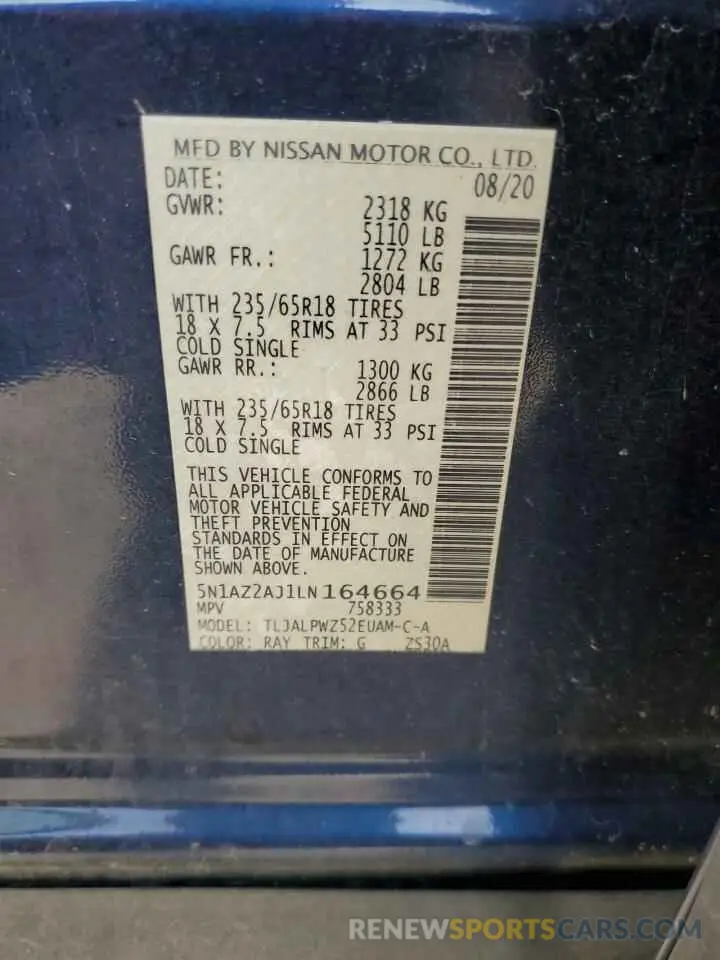 MFD BY NISSAN MOTOR CO., LTD.
DATE: 08/20
GVWR: 2318 KG
5110 LB
GAWR FR.: 1272 KG
2804 LB
WITH 235/65R18 TIRES
18 X 7.5 RIMS AT 33 PSI
COLD SINGLE
GAWR RR.: 1300 KG
2866 LB
WITH 235/65R18 TIRES
18 X 7.5 RIMS AT 33 PSI
COLD SINGLE
THIS VEHICLE CONFORMS TO
ALL APPLICABLE FEDERAL
MOTOR VEHICLE SAFETY AND
THEFT PREVENTION
STANDARDS IN EFFECT ON
THE DATE OF MANUFACTURE
SHOWN ABOVE.
5N1AZ2AJ1LN164664
MPV 758333
MODEL: TLJALPWZ52EUAM-C-A
COLOR: RAY TRIM: G ZS30A
RENEWSPORTSCARS.COM